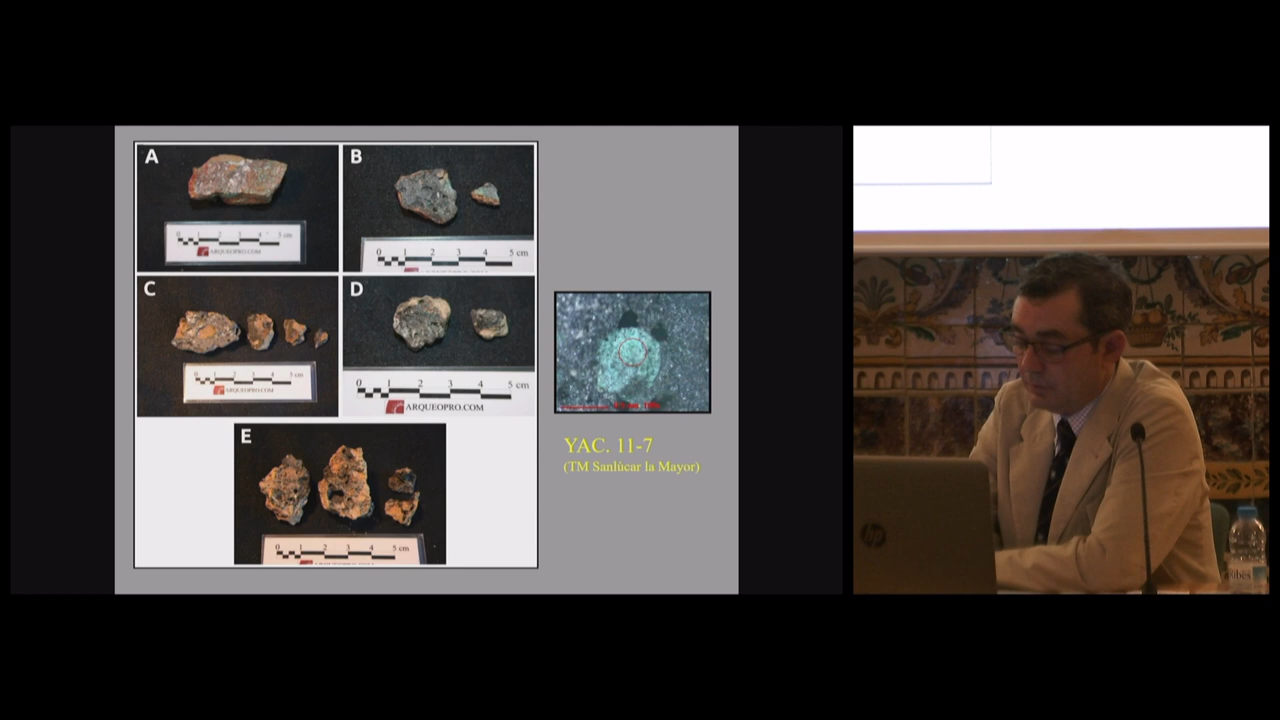 A
0 1 2 3 4 5 cm
ARQUEOPRO.COM
B
0 1 2 3 4 5 cm
C
0 1 2 3 4 5 cm
ARQUEOPRO.COM
D
0 1 2 3 4 5 cm
ARQUEOPRO.COM
E
0 1 2 3 4 5 cm
YAC. 11-7
(TM Sanlúcar la Mayor)
hp
Ribes